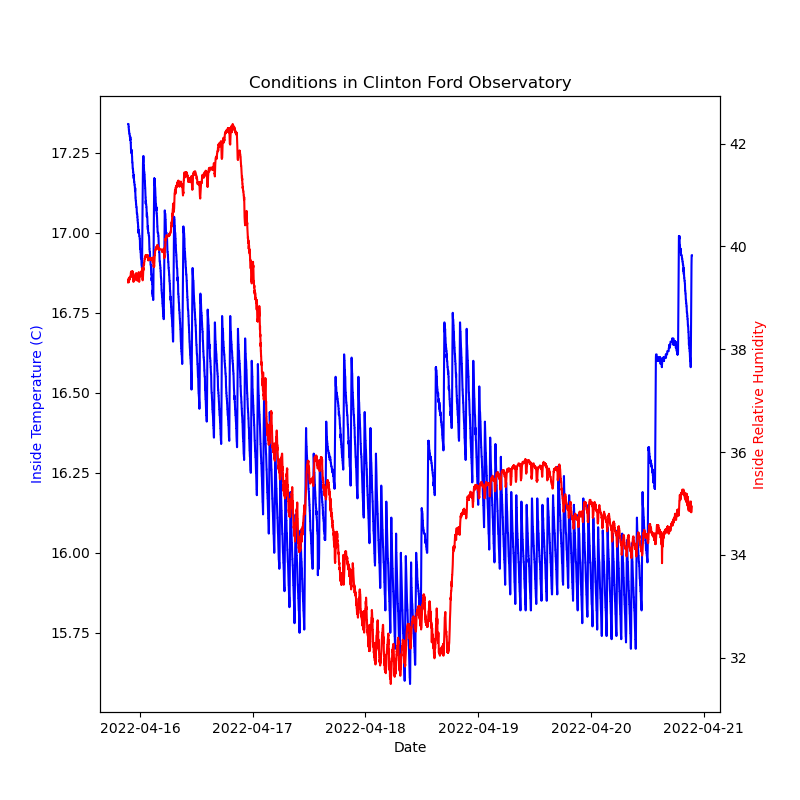 Conditions in Clinton Ford Observatory
Inside Temperature (C)
17.25
17.00
16.75
16.50
16.25
16.00
15.75
42
40
38
36
34
32
Inside Relative Humidity
2022-04-16 2022-04-17 2022-04-18 2022-04-19 2022-04-20 2022-04-21
Date